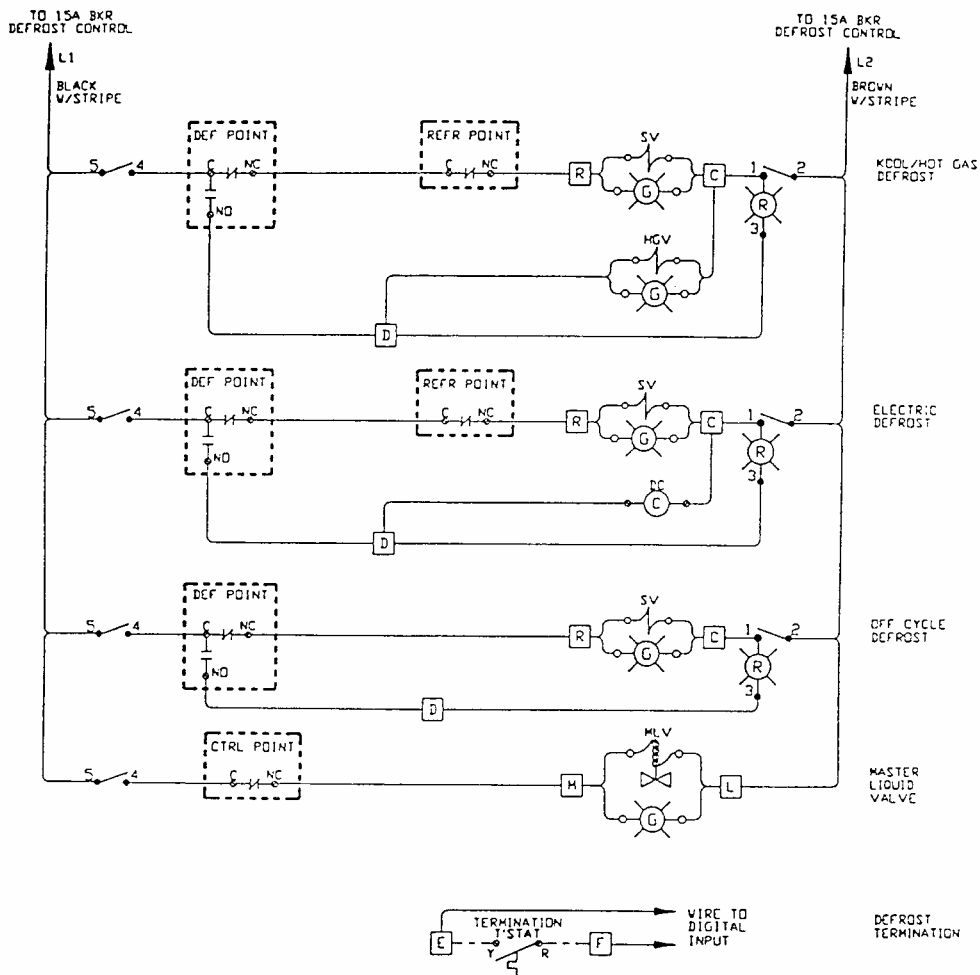 TO 15A BKR
DEFROST CONTROL
TO 15A BKR
DEFROST CONTROL
L1
L2
BLACK
W/STRIPE
BROWN
W/STRIPE
DEF POINT
REFR POINT
SV
KOOL/HOT GAS
DEFROST
5 4 C NC C NC R G C 1 2
R
NO
3
HGV
G
D
DEF POINT
REFR POINT
SV
ELECTRIC
DEFROST
5 4 C NC C NC R G C 1 2
R
NO
3
DC
C
D
DEF POINT
SV
OFF CYCLE
DEFROST
5 4 C NC R G C 1 2
R
NO
3
D
CTRL POINT
MLV
MASTER
LIQUID
VALVE
5 4 C NC M L
G
TERMINATION
T'STAT
E Y R F
WIRE TO
DIGITAL
INPUT
DEFROST
TERMINATION